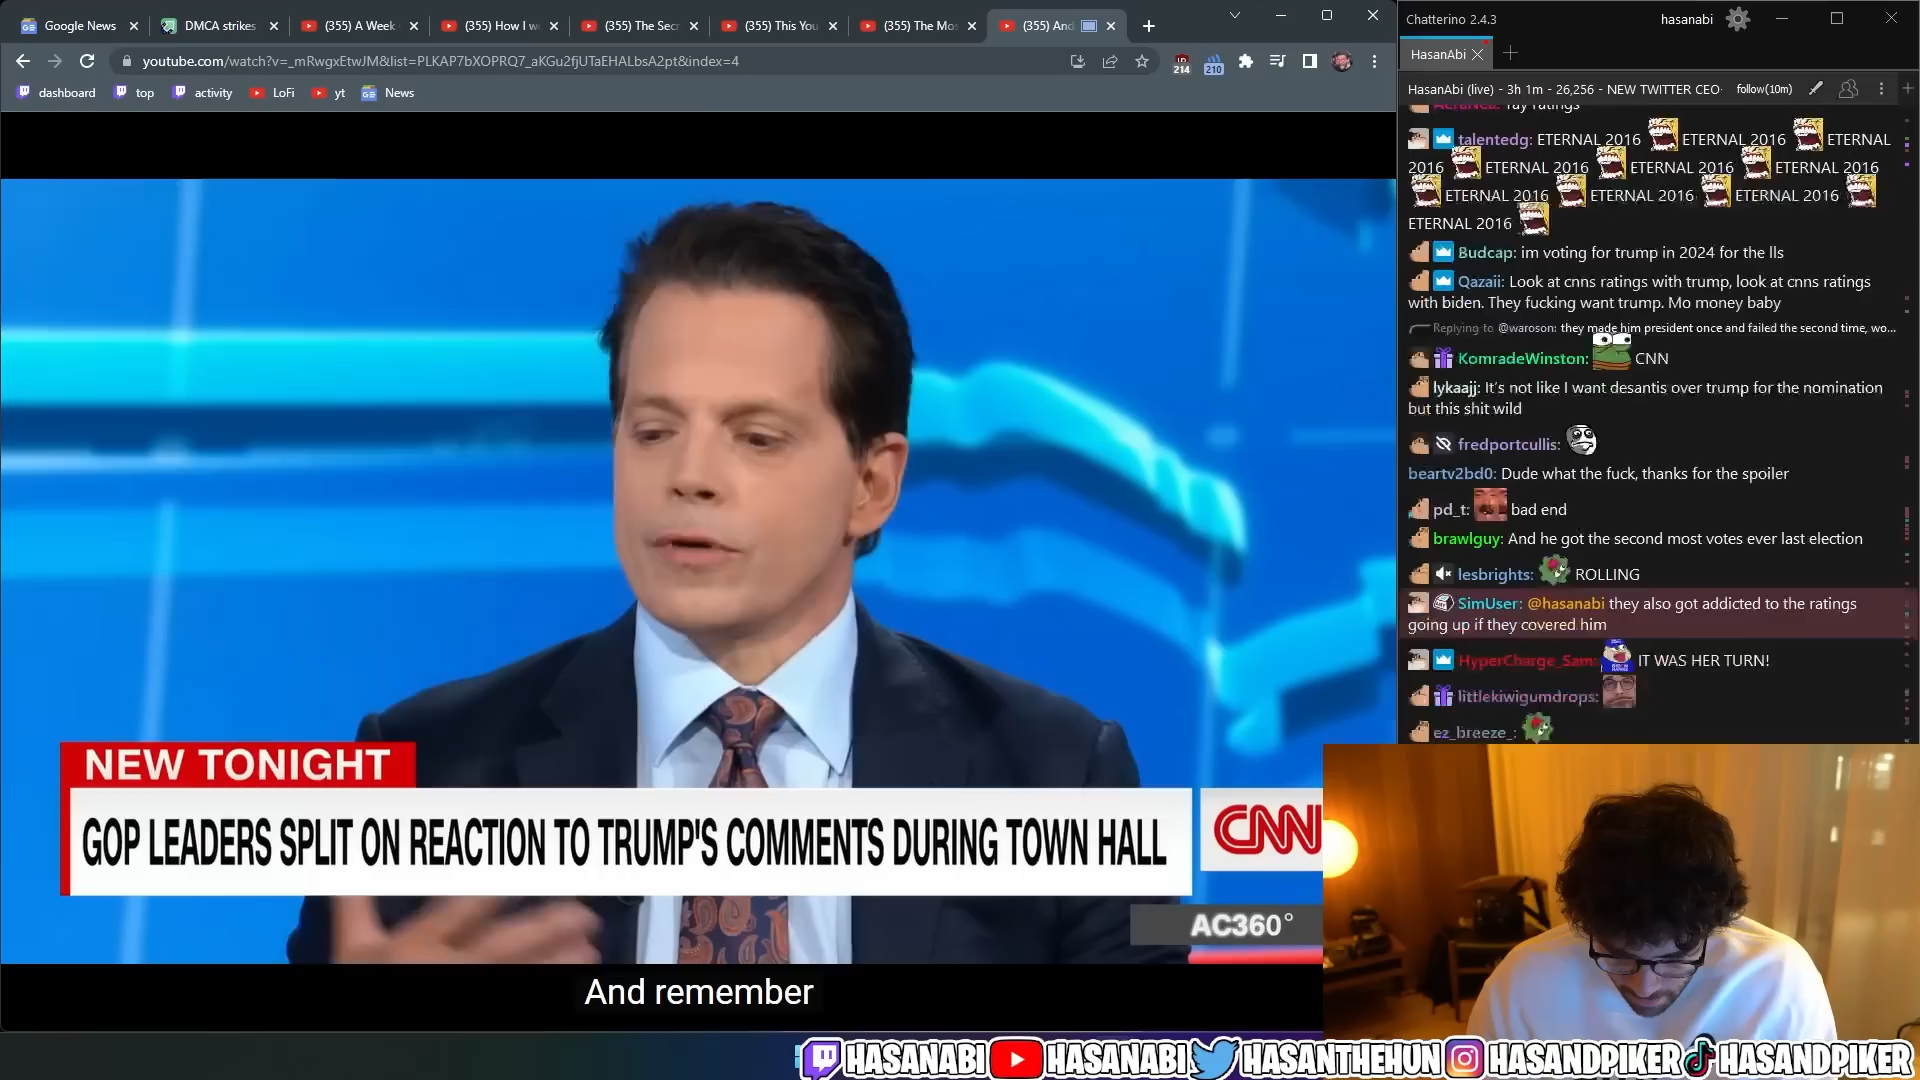 Google News
DMCA strikes
(355) A Week
(355) How I w
(355) The Secr
(355) This You
(355) The Mos
(355) And
youtube.com/watch?v=_mRwgxEtwJM&list=PLKAP7bXOPRQ7_aKGu2fjUTaEHALbsA2pt&index=4
214
210
dashboard
top
activity
LoFi
yt
News
NEW TONIGHT
GOP LEADERS SPLIT ON REACTION TO TRUMP'S COMMENTS DURING TOWN HALL
CNN
AC360°
And remember
Chatterino 2.4.3
hasanabi
HasanAbi
HasanAbi (live) - 3h 1m - 26,256 - NEW TWITTER CEO
follow(10m)
ratings
talentedg: ETERNAL 2016 ETERNAL 2016 ETERNAL
2016 ETERNAL 2016 ETERNAL 2016 ETERNAL 2016
ETERNAL 2016 ETERNAL 2016 ETERNAL 2016
ETERNAL 2016
Budcap: im voting for trump in 2024 for the lls
Qazaii: Look at cnns ratings with trump, look at cnns ratings
with biden. They fucking want trump. Mo money baby
Replying to @waroson: they made him president once and failed the second time, wo...
KomradeWinston: CNN
lykaajj: It's not like I want desantis over trump for the nomination
but this shit wild
fredportcullis:
beartv2bd0: Dude what the fuck, thanks for the spoiler
pd_t: bad end
brawlguy: And he got the second most votes ever last election
lesbrights: ROLLING
SimUser: @hasanabi they also got addicted to the ratings
going up if they covered him
HyperCharge_Sam: IT WAS HER TURN!
littlekiwigumdrops:
ez_breeze_:
HASANABI HASANABI HASANTHEHUN HASANDPIKER HASANDPIKER